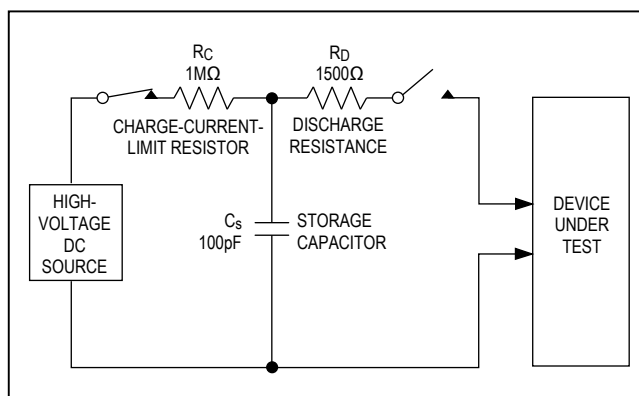 RC
1MΩ
CHARGE-CURRENT-
LIMIT RESISTOR
RD
1500Ω
DISCHARGE
RESISTANCE
HIGH-
VOLTAGE
DC
SOURCE
Cs
100pF
STORAGE
CAPACITOR
DEVICE
UNDER
TEST